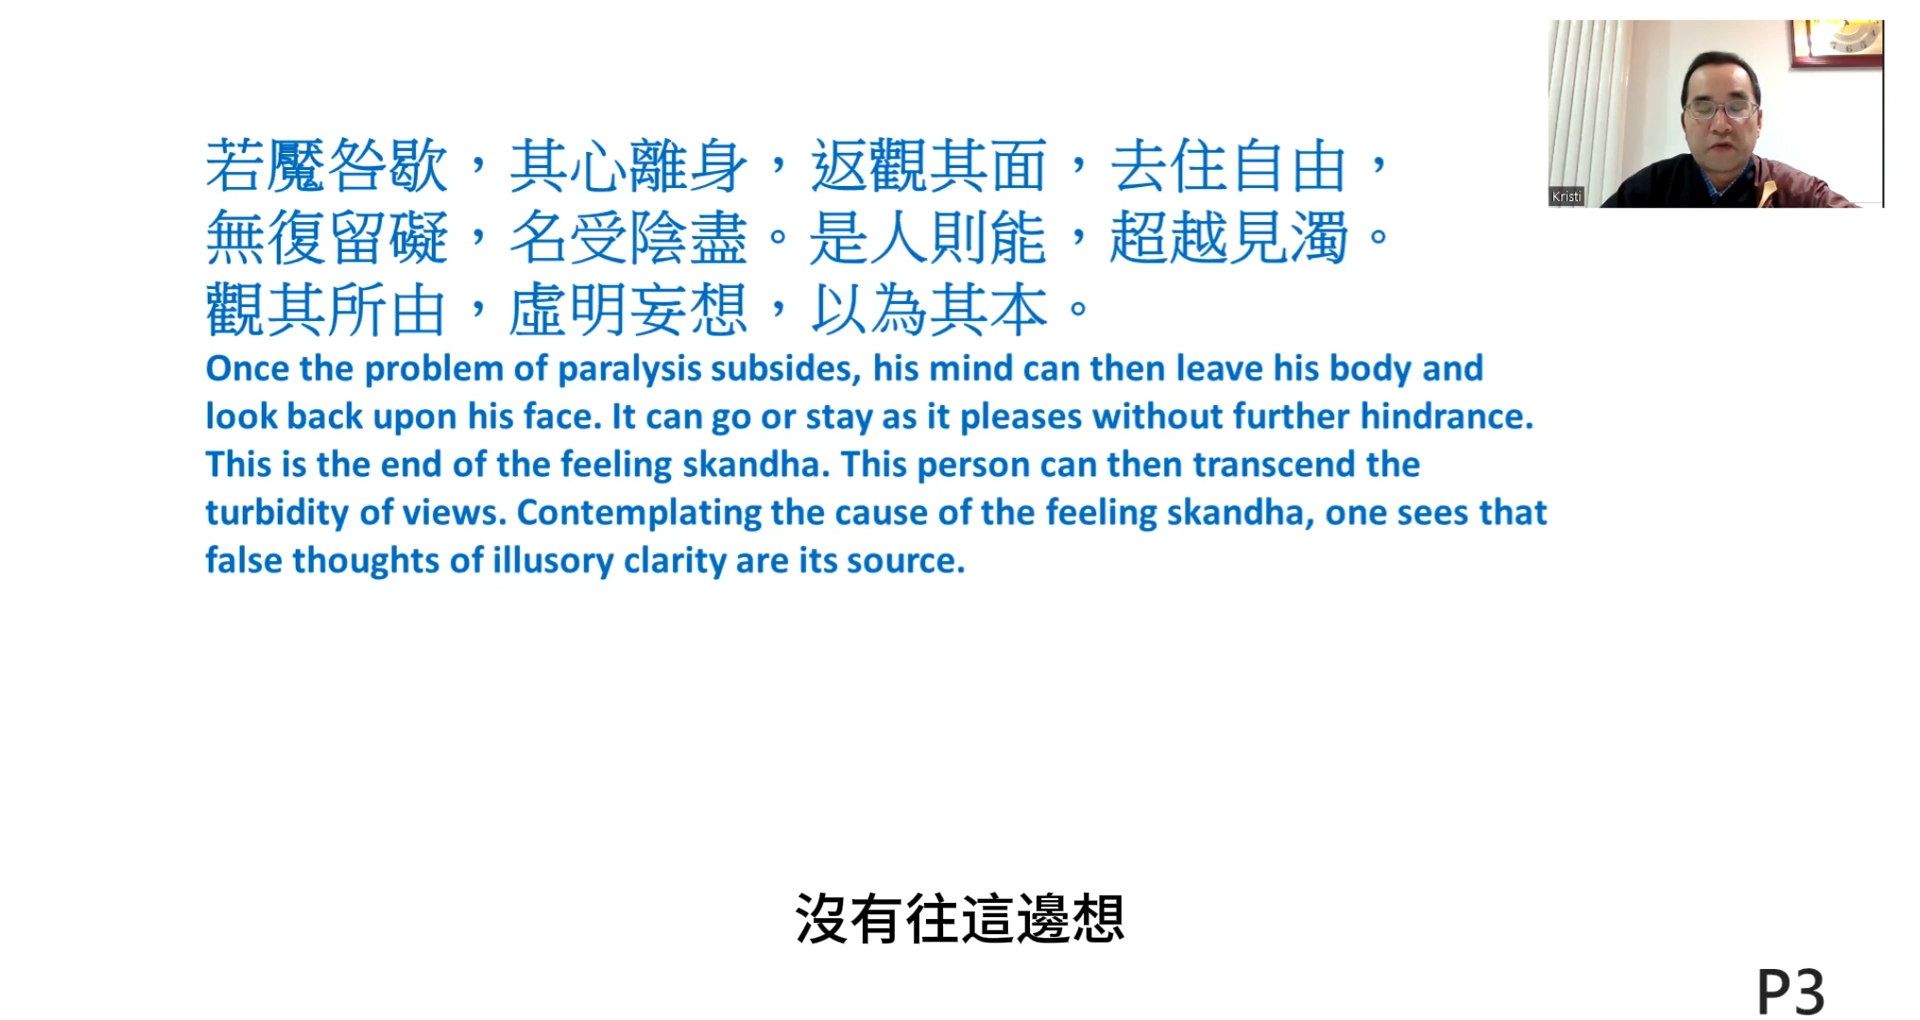 若魘咎歇，其心離身，返觀其面，去住自由，
無復留礙，名受陰盡。是人則能，超越見濁。
觀其所由，虛明妄想，以為其本。
Once the problem of paralysis subsides, his mind can then leave his body and
look back upon his face. It can go or stay as it pleases without further hindrance.
This is the end of the feeling skandha. This person can then transcend the
turbidity of views. Contemplating the cause of the feeling skandha, one sees that
false thoughts of illusory clarity are its source.
Kristi
沒有往這邊想
P3